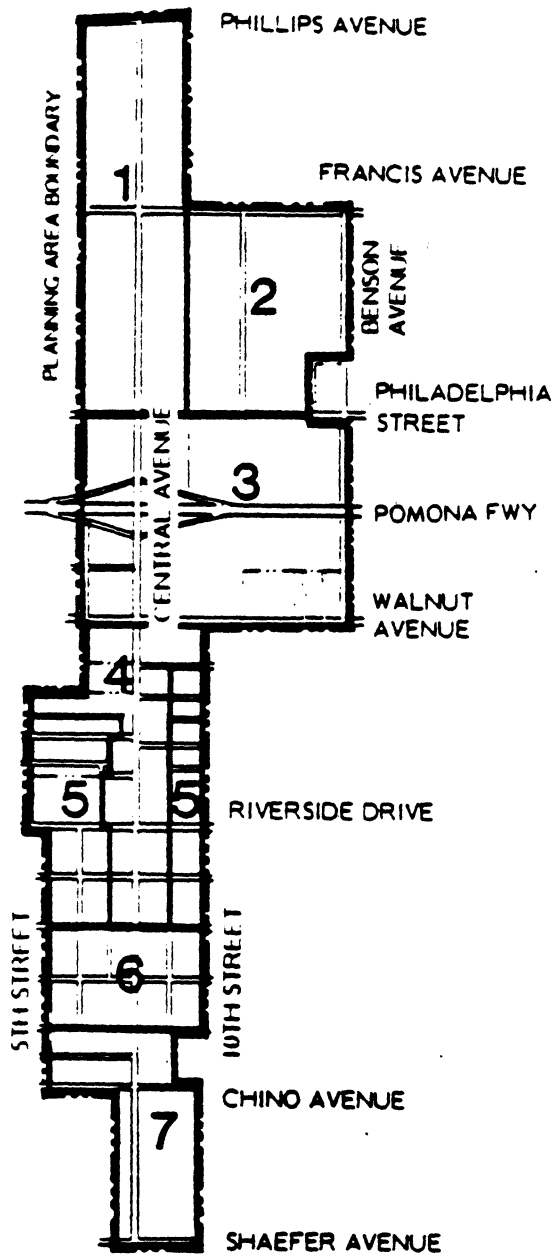 PHILLIPS AVENUE
PLANNING AREA BOUNDARY
1
FRANCIS AVENUE
2
BENSON
AVENUE
PHILADELPHIA
STREET
CENTRAL AVENUE
3
POMONA FWY
WALNUT
AVENUE
4
5
5
RIVERSIDE DRIVE
5TH STREET
10TH STREET
6
CHINO AVENUE
7
SHAEFER AVENUE